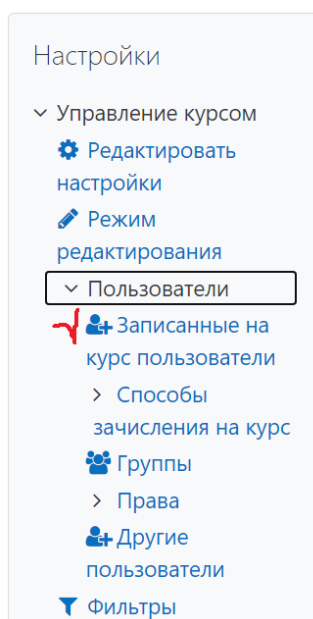 Настройки
Управление курсом
Редактировать
настройки
Режим
редактирования
Пользователи
Записанные на
курс пользователи
Способы
зачисления на курс
Группы
Права
Другие
пользователи
Фильтры